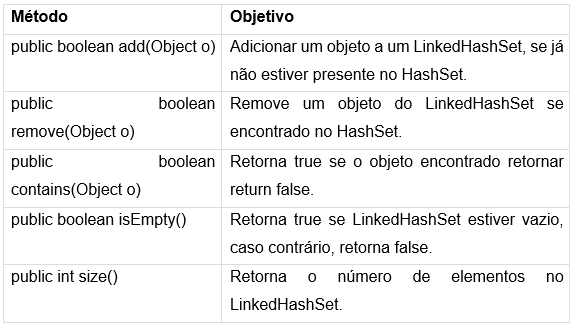 Método Objetivo
public boolean add(Object o) Adicionar um objeto a um LinkedHashSet, se já
não estiver presente no HashSet.
public boolean Remove um objeto do LinkedHashSet se
remove(Object o) encontrado no HashSet.
public boolean Retorna true se o objeto encontrado retornar
contains(Object o) return false.
public boolean isEmpty() Retorna true se LinkedHashSet estiver vazio,
caso contrário, retorna false.
public int size() Retorna o número de elementos no
LinkedHashSet.